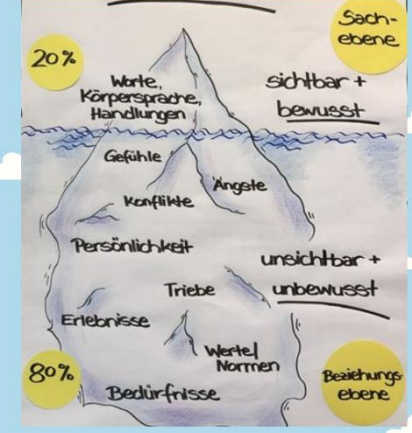 Sach-
ebene
20%
Worte,
Körpersprache,
Handlungen
sichtbar +
bewusst
Gefühle
Ängste
Konflikte
Persönlichkeit
unsichtbar +
unbewusst
Triebe
Erlebnisse
Werte/
Normen
80%
Bedürfnisse
Beziehungs-
ebene